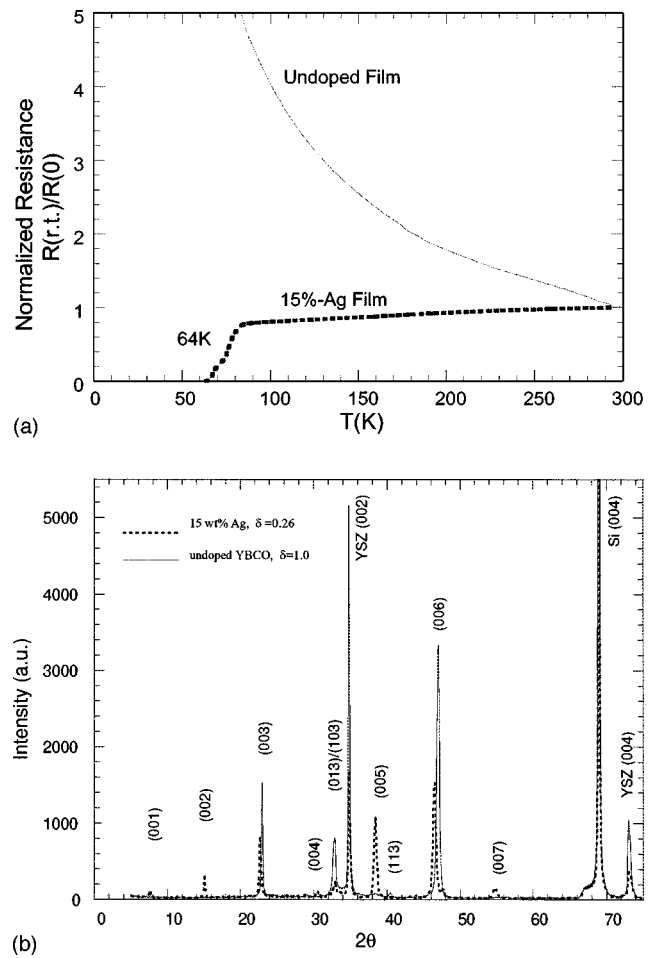 5
4
3
2
1
0
Normalized Resistance
R(r.t.)/R(0)
Undoped Film
15%-Ag Film
64K
0 50 100 150 200 250 300
T(K)
(a)
5000
4000
3000
2000
1000
0
Intensity (a.u.)
15 wt% Ag, δ =0.26
undoped YBCO, δ=1.0
(001)
(002)
(003)
(004)
(013)/(103)
YSZ (002)
(005)
(113)
(006)
(007)
Si (004)
YSZ (004)
0 10 20 30 40 50 60 70
2θ
(b)